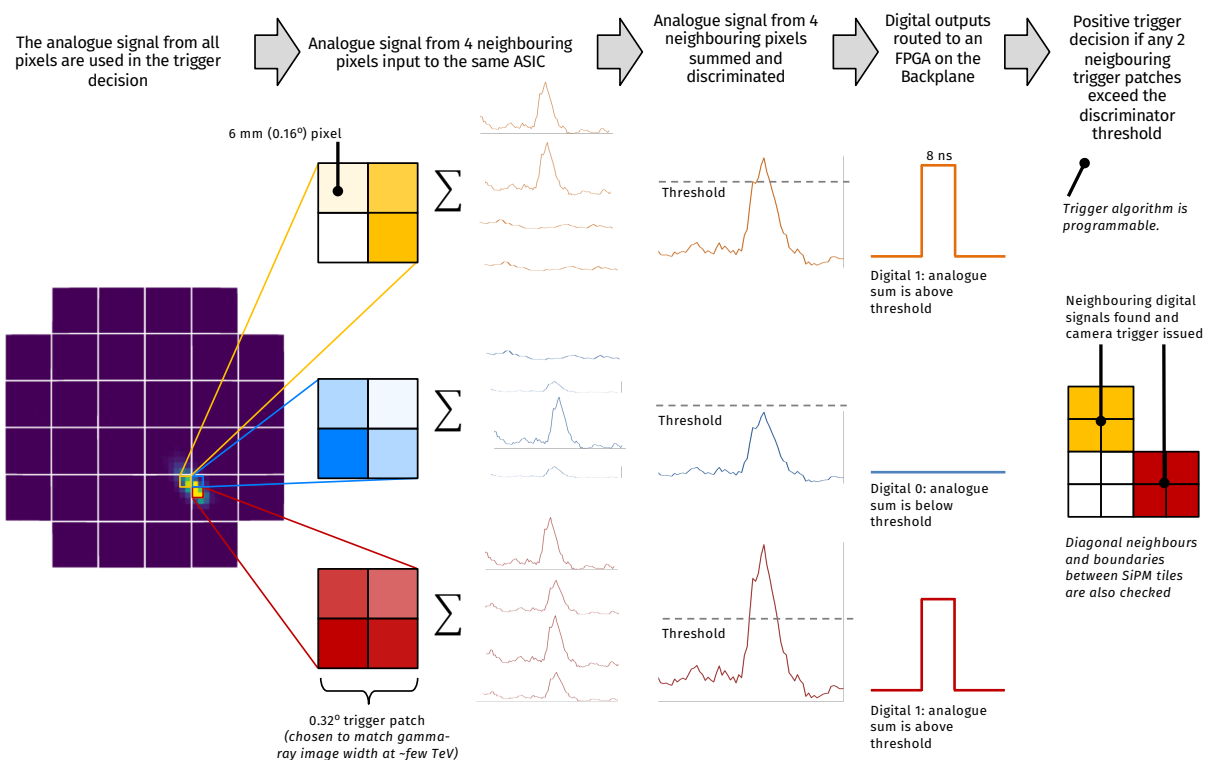 The analogue signal from all
pixels are used in the trigger
decision
Analogue signal from 4 neighbouring
pixels input to the same ASIC
Analogue signal from 4
neighbouring pixels
summed and
discriminated
Digital outputs
routed to an
FPGA on the
Backplane
Positive trigger
decision if any 2
neigbouring
trigger patches
exceed the
discriminator
threshold
6 mm (0.16⁰) pixel
∑
Threshold
8 ns
Digital 1: analogue
sum is above
threshold
Trigger algorithm is
programmable.
∑
Threshold
Digital 0: analogue
sum is below
threshold
Neighbouring digital
signals found and
camera trigger issued
Diagonal neighbours
and boundaries
between SiPM tiles
are also checked
∑
Threshold
Digital 1: analogue
sum is above
threshold
0.32⁰ trigger patch
(chosen to match gamma-
ray image width at ~few TeV)